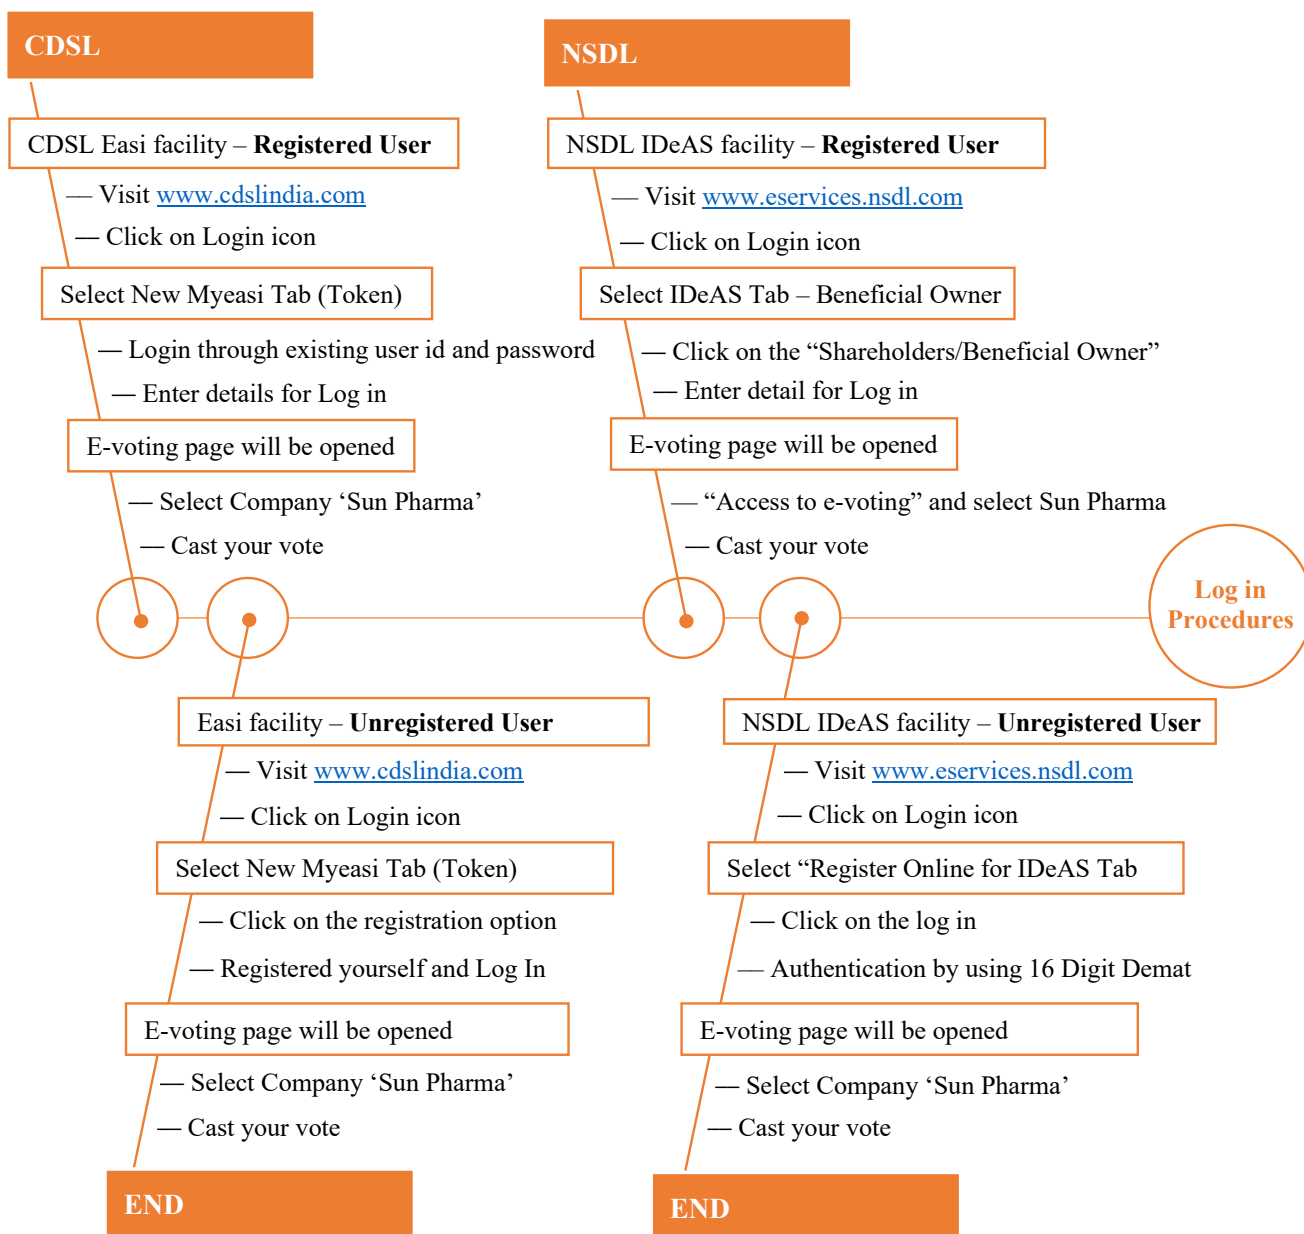 CDSL
CDSL Easi facility – Registered User
— Visit www.cdslindia.com
— Click on Login icon
Select New Myeasi Tab (Token)
— Login through existing user id and password
— Enter details for Log in
E-voting page will be opened
— Select Company ‘Sun Pharma’
— Cast your vote
NSDL
NSDL IDeAS facility – Registered User
— Visit www.eservices.nsdl.com
— Click on Login icon
Select IDeAS Tab – Beneficial Owner
— Click on the “Shareholders/Beneficial Owner”
— Enter detail for Log in
E-voting page will be opened
— “Access to e-voting” and select Sun Pharma
— Cast your vote
Log in
Procedures
Easi facility – Unregistered User
— Visit www.cdslindia.com
— Click on Login icon
Select New Myeasi Tab (Token)
— Click on the registration option
— Registered yourself and Log In
E-voting page will be opened
— Select Company ‘Sun Pharma’
— Cast your vote
END
NSDL IDeAS facility – Unregistered User
— Visit www.eservices.nsdl.com
— Click on Login icon
Select “Register Online for IDeAS Tab
— Click on the log in
— Authentication by using 16 Digit Demat
E-voting page will be opened
— Select Company ‘Sun Pharma’
— Cast your vote
END